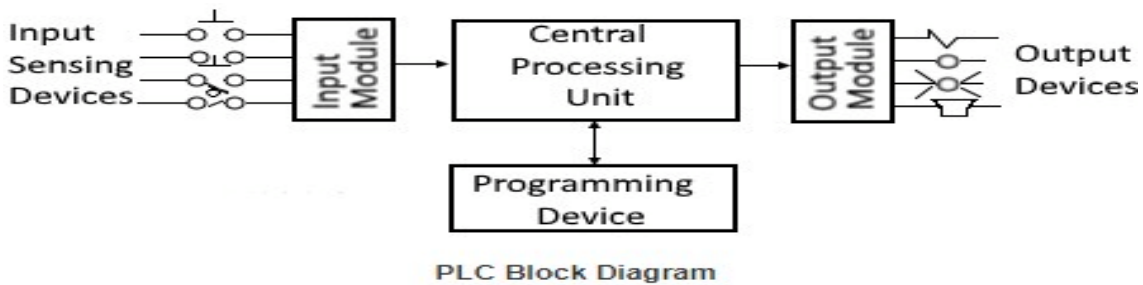 Input
Sensing
Devices
Input
Module
Central
Processing
Unit
Output
Module
Output
Devices
Programming
Device
PLC Block Diagram